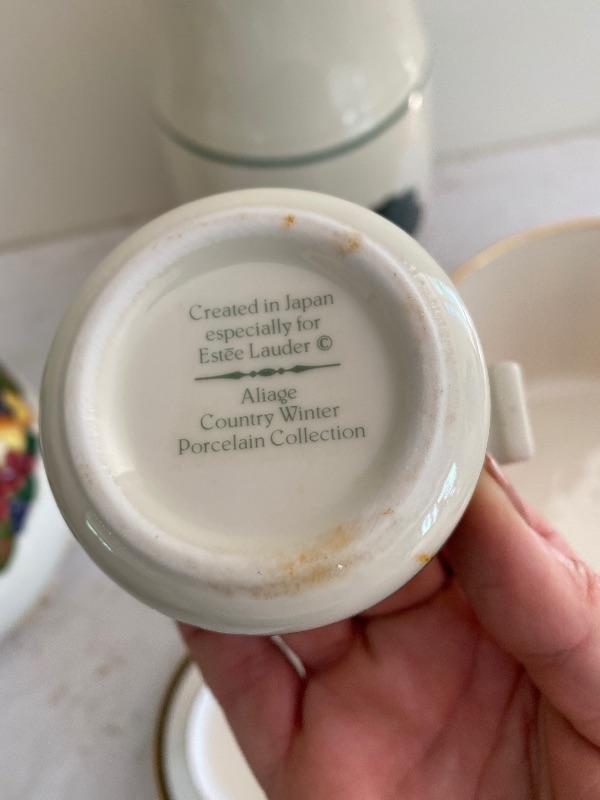 Created in Japan
especially for
Estēe Lauder ©
Aliage
Country Winter
Porcelain Collection